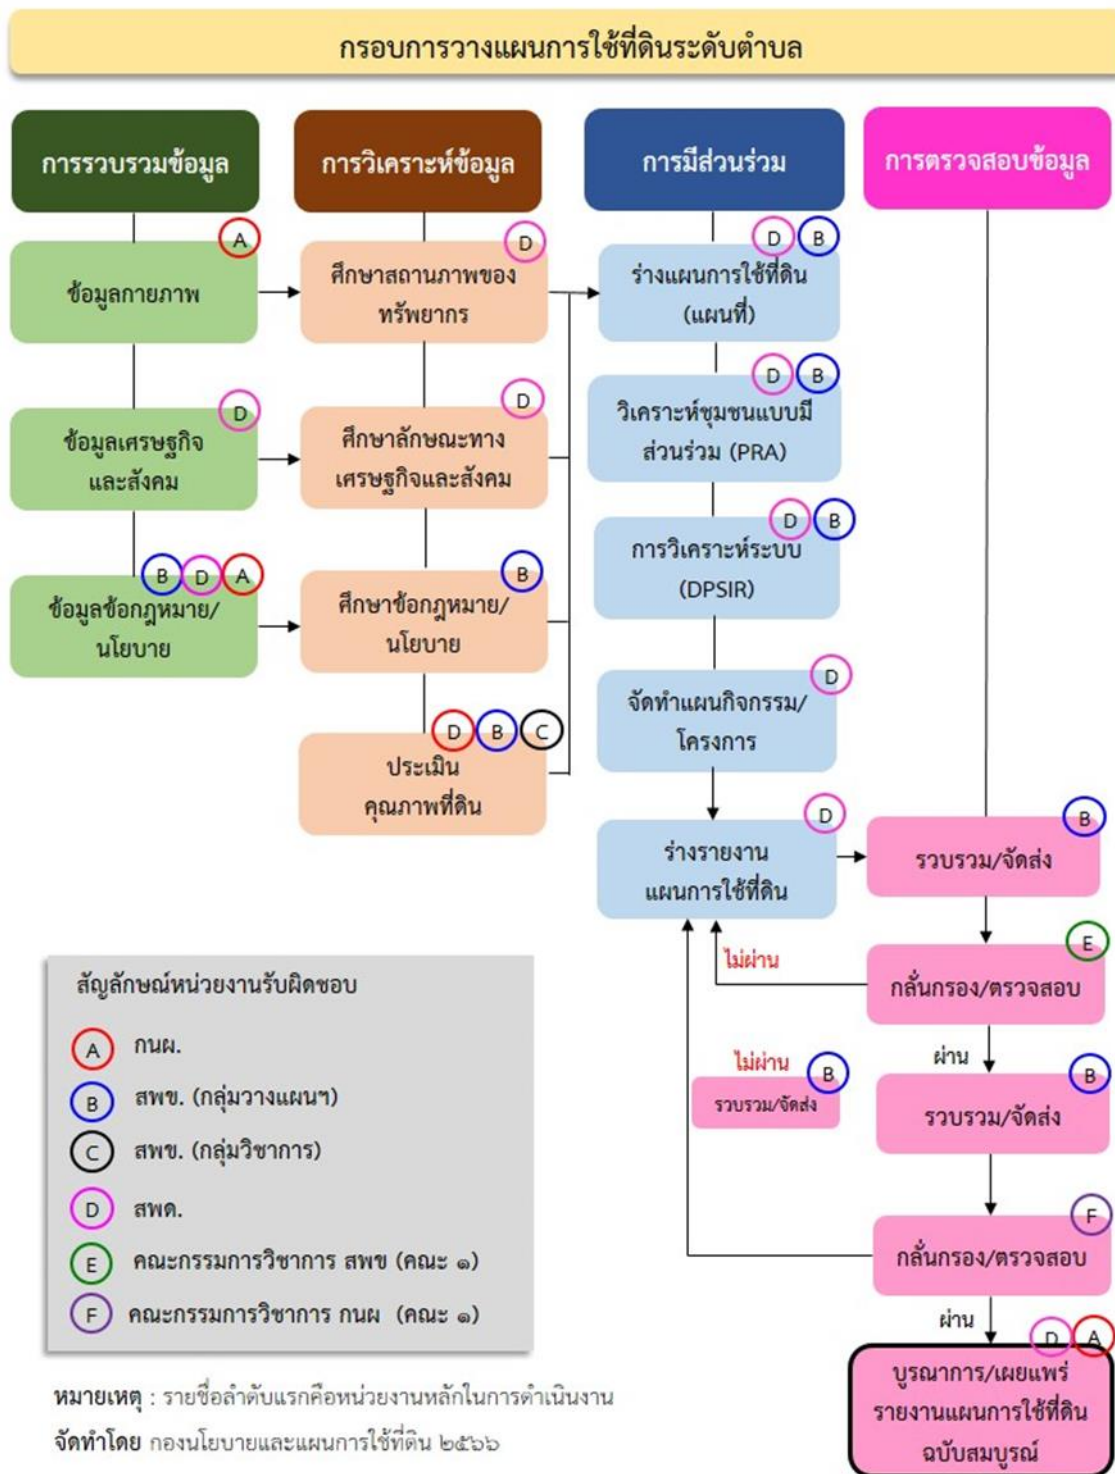 กรอบการวางแผนการใช้ที่ดินระดับตำบล
การรวบรวมข้อมูล
A
ข้อมูลกายภาพ
D
ข้อมูลเศรษฐกิจ
และสังคม
B D A
ข้อมูลข้อกฎหมาย/
นโยบาย
การวิเคราะห์ข้อมูล
D
ศึกษาสถานภาพของ
ทรัพยากร
D
ศึกษาลักษณะทาง
เศรษฐกิจและสังคม
B
ศึกษาข้อกฎหมาย/
นโยบาย
D B C
ประเมิน
คุณภาพที่ดิน
การมีส่วนร่วม
D B
ร่างแผนการใช้ที่ดิน
(แผนที่)
D B
วิเคราะห์ชุมชนแบบมี
ส่วนร่วม (PRA)
D B
การวิเคราะห์ระบบ
(DPSIR)
D
จัดทำแผนกิจกรรม/
โครงการ
D
ร่างรายงาน
แผนการใช้ที่ดิน
การตรวจสอบข้อมูล
B
รวบรวม/จัดส่ง
E
กลั่นกรอง/ตรวจสอบ
ไม่ผ่าน
ผ่าน
B
รวบรวม/จัดส่ง
ไม่ผ่าน
B
รวบรวม/จัดส่ง
F
กลั่นกรอง/ตรวจสอบ
ผ่าน
D A
บูรณาการ/เผยแพร่
รายงานแผนการใช้ที่ดิน
ฉบับสมบูรณ์
สัญลักษณ์หน่วยงานรับผิดชอบ
A กนผ.
B สพข. (กลุ่มวางแผนฯ)
C สพข. (กลุ่มวิชาการ)
D สพด.
E คณะกรรมการวิชาการ สพข (คณะ ๑)
F คณะกรรมการวิชาการ กนผ (คณะ ๑)
หมายเหตุ : รายชื่อลำดับแรกคือหน่วยงานหลักในการดำเนินงาน
จัดทำโดย กองนโยบายและแผนการใช้ที่ดิน ๒๕๖๖